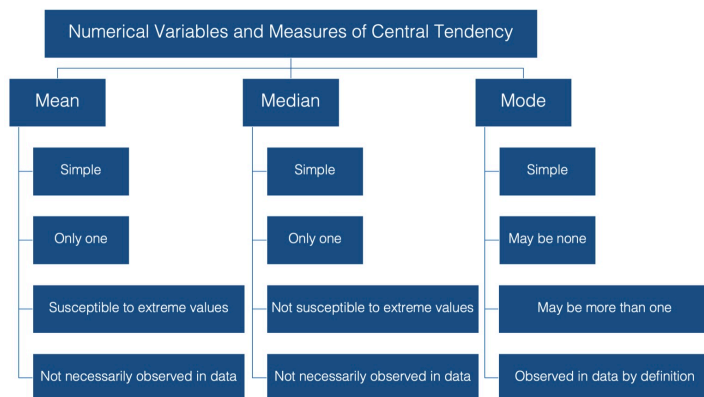 Numerical Variables and Measures of Central Tendency
Mean
Simple
Only one
Susceptible to extreme values
Not necessarily observed in data
Median
Simple
Only one
Not susceptible to extreme values
Not necessarily observed in data
Mode
Simple
May be none
May be more than one
Observed in data by definition